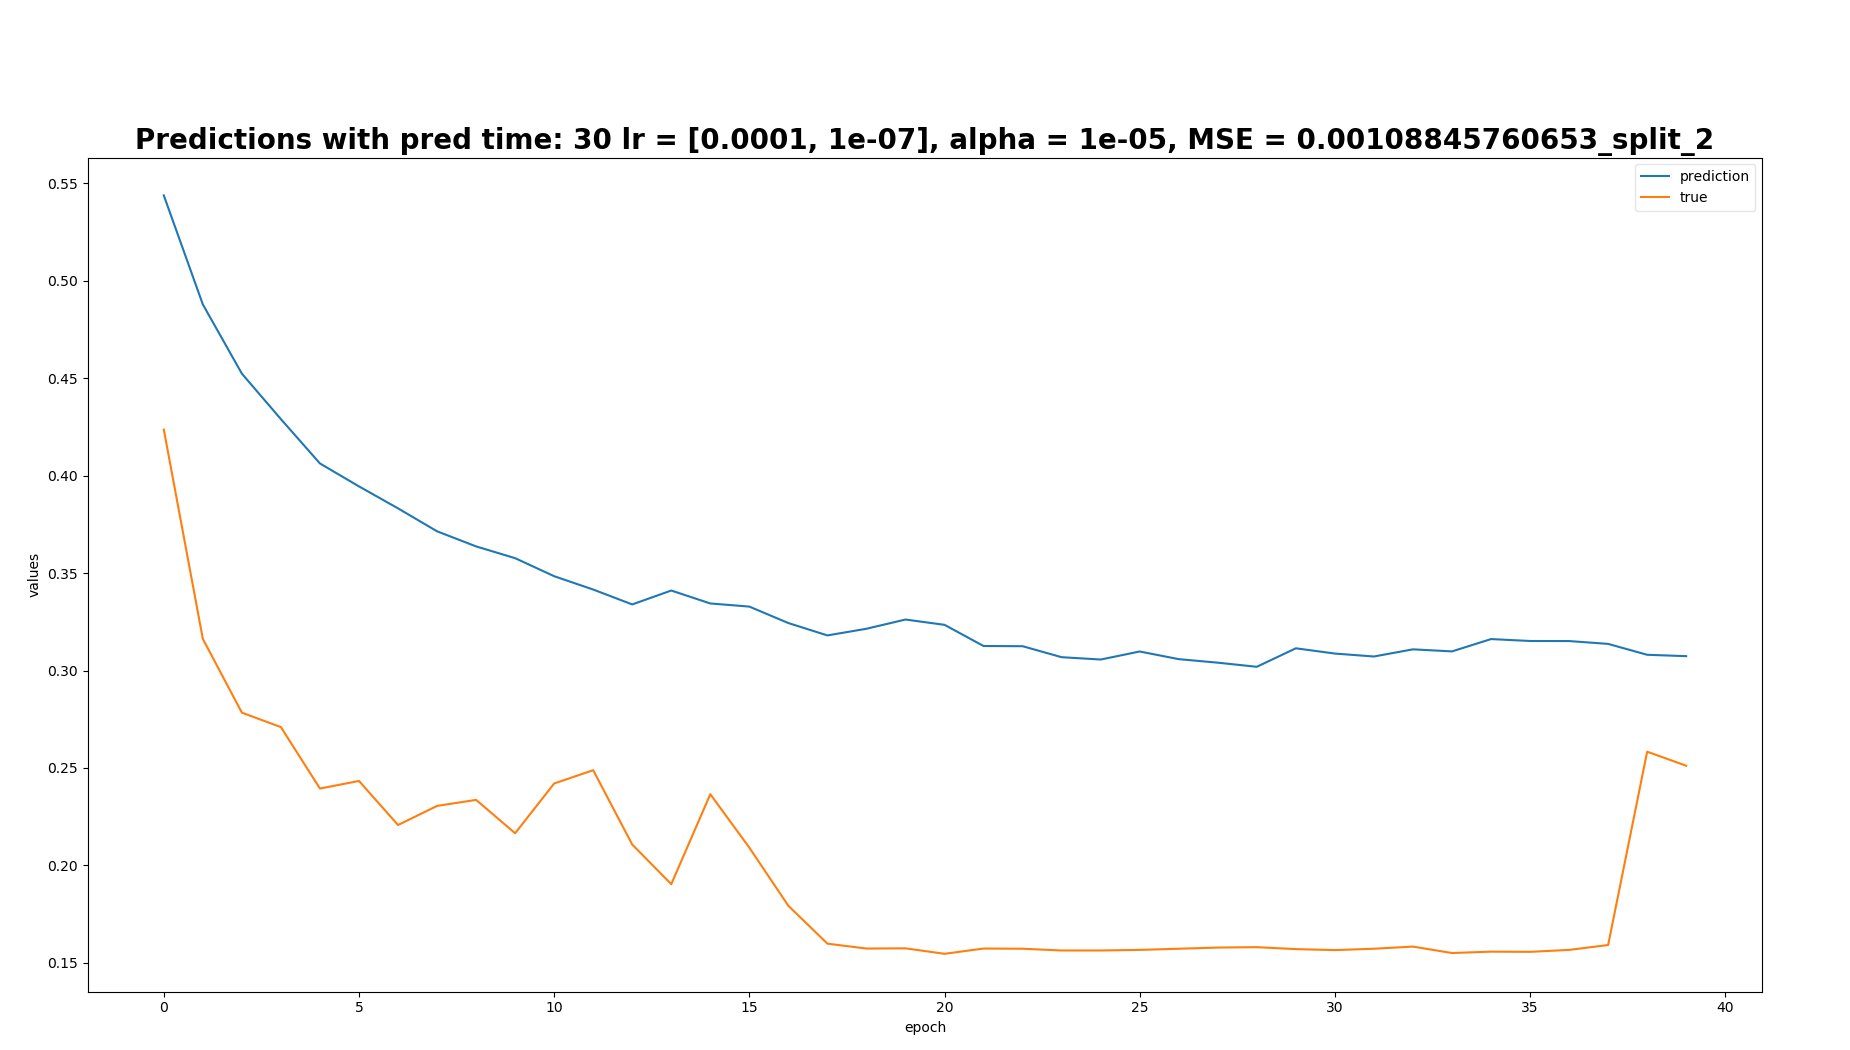 Predictions with pred time: 30 lr = [0.0001, 1e-07], alpha = 1e-05, MSE = 0.00108845760653_split_2
prediction
true
0.55
0.50
0.45
0.40
0.35
0.30
0.25
0.20
0.15
values
0 5 10 15 20 25 30 35 40
epoch